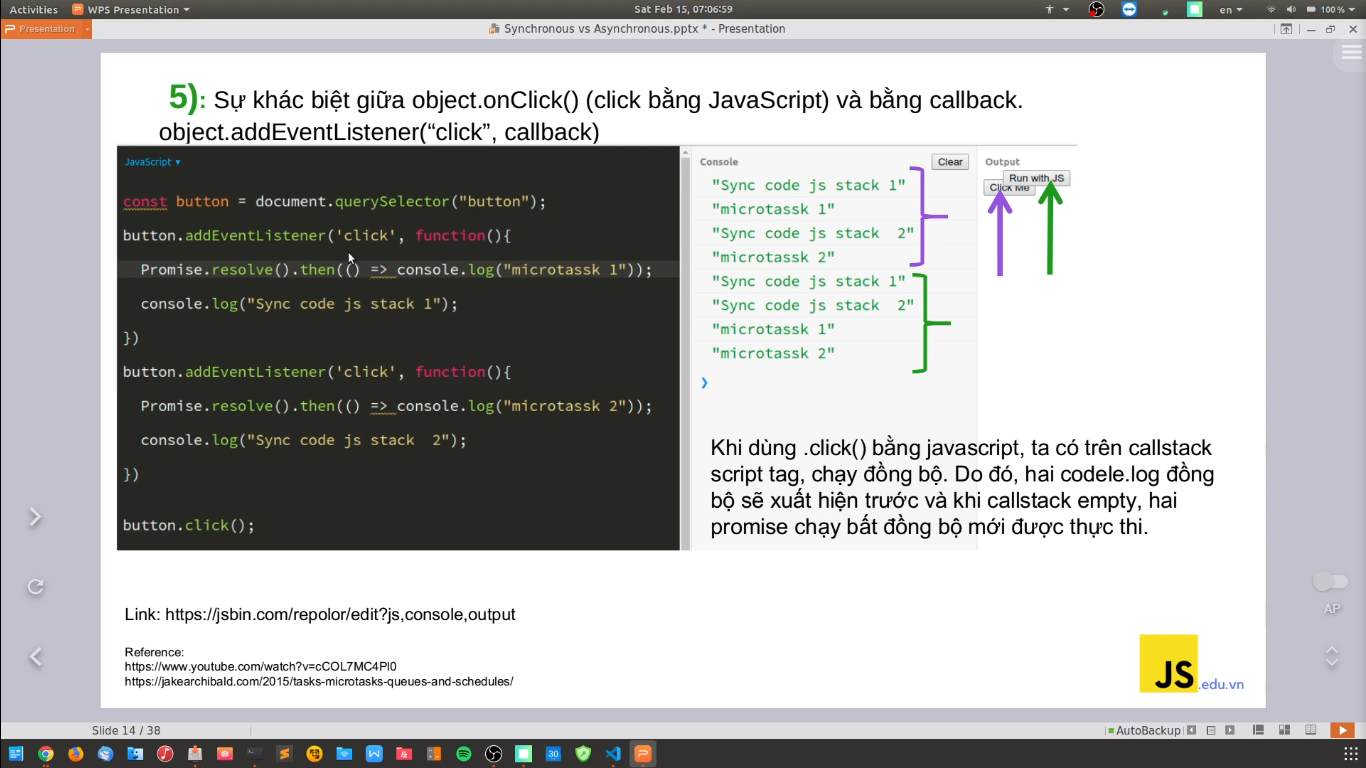 Activities WPS Presentation Sat Feb 15, 07:06:59 en 100 %
Presentation Synchronous vs Asynchronous.pptx * - Presentation
5): Sự khác biệt giữa object.onClick() (click bằng JavaScript) và bằng callback.
object.addEventListener(“click”, callback)
JavaScript
const button = document.querySelector("button");
button.addEventListener('click', function(){
Promise.resolve().then(() => console.log("microtassk 1"));
console.log("Sync code js stack 1");
})
button.addEventListener('click', function(){
Promise.resolve().then(() => console.log("microtassk 2"));
console.log("Sync code js stack  2");
})
button.click();
Console Clear
"Sync code js stack 1"
"microtassk 1"
"Sync code js stack  2"
"microtassk 2"
"Sync code js stack 1"
"Sync code js stack  2"
"microtassk 1"
"microtassk 2"
Output
Run with JS
Click Me
Khi dùng .click() bằng javascript, ta có trên callstack
script tag, chạy đồng bộ. Do đó, hai codele.log đồng
bộ sẽ xuất hiện trước và khi callstack empty, hai
promise chạy bất đồng bộ mới được thực thi.
Link: https://jsbin.com/repolor/edit?js,console,output
Reference:
https://www.youtube.com/watch?v=cCOL7MC4Pl0
https://jakearchibald.com/2015/tasks-microtasks-queues-and-schedules/
JS.edu.vn
AP
Slide 14 / 38 AutoBackup
30